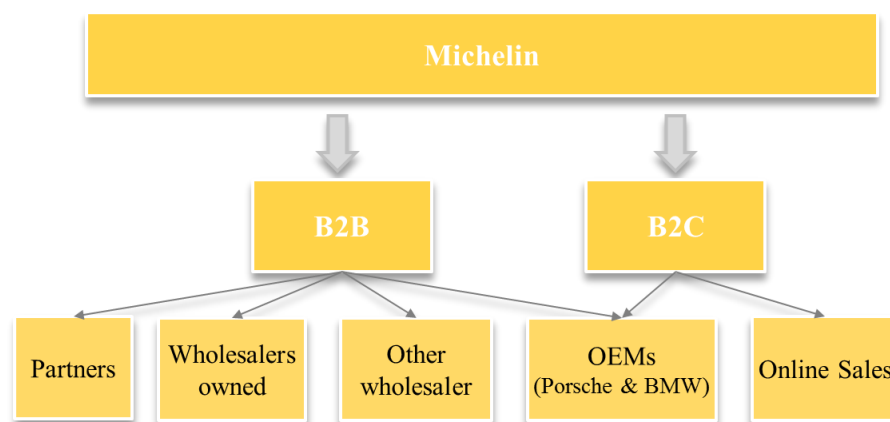 Michelin
B2B
B2C
Partners
Wholesalers
owned
Other
wholesaler
OEMs
(Porsche & BMW)
Online Sales